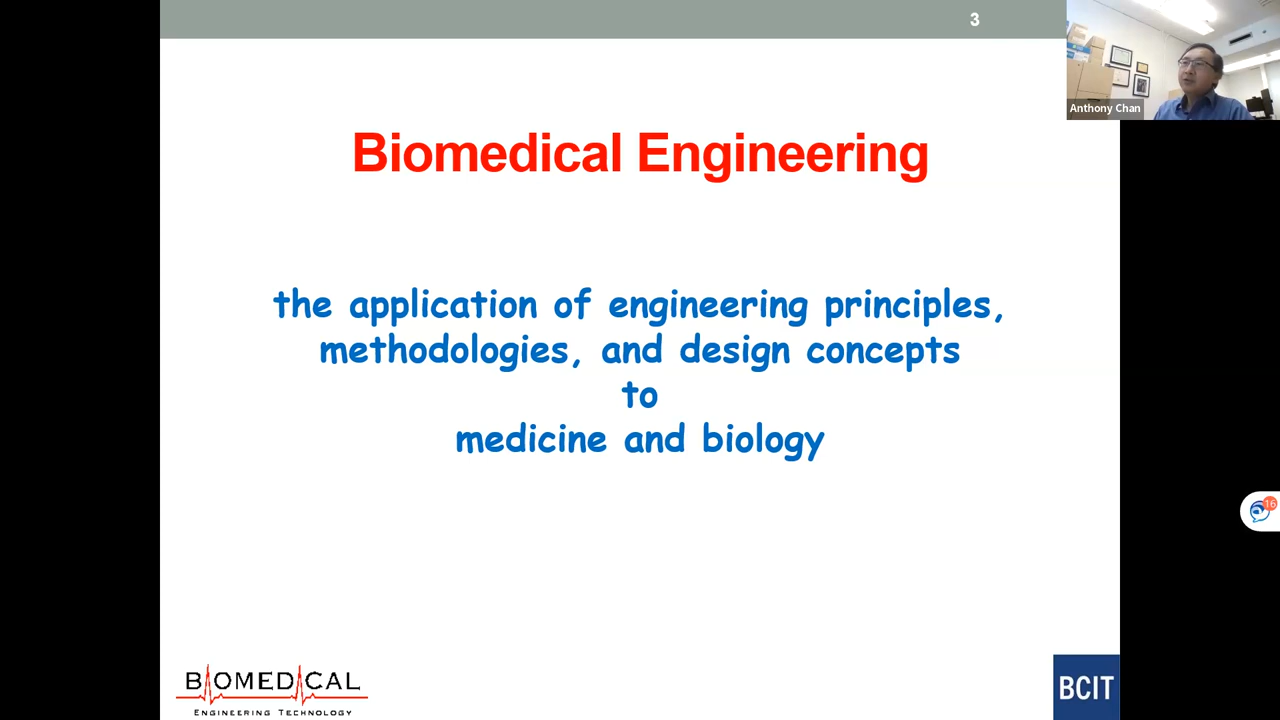 3
Anthony Chan
Biomedical Engineering
the application of engineering principles,
methodologies, and design concepts
to
medicine and biology
16
BIOMEDICAL
ENGINEERING TECHNOLOGY
BCIT